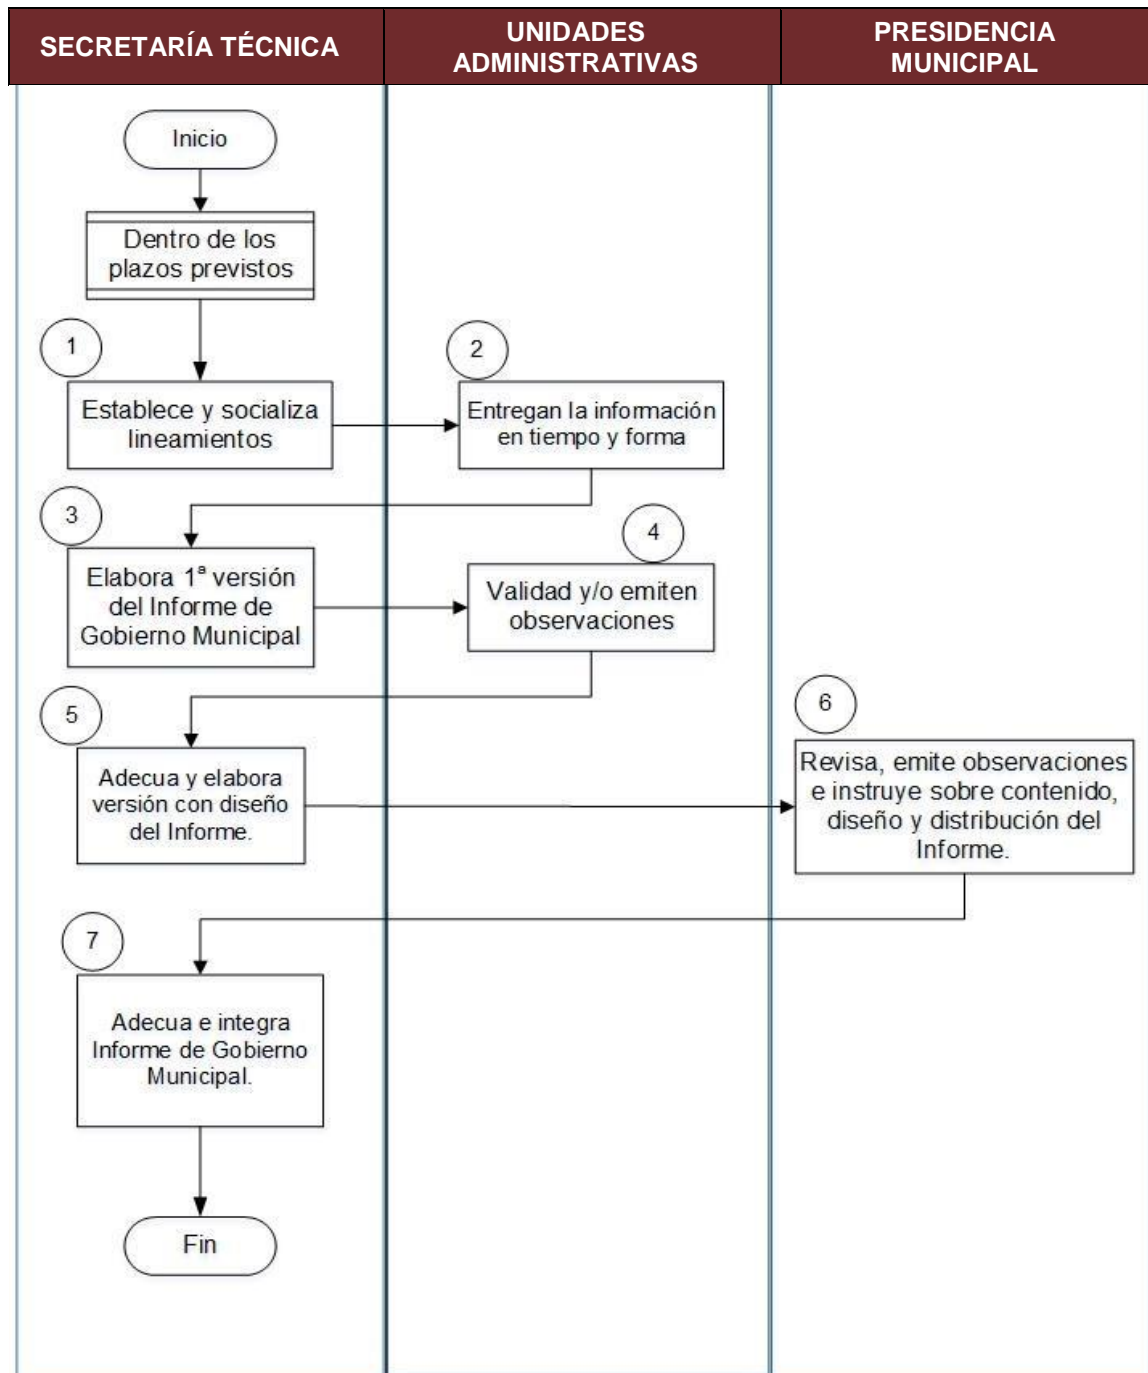 SECRETARÍA TÉCNICA
UNIDADES
ADMINISTRATIVAS
PRESIDENCIA
MUNICIPAL
Inicio
Dentro de los
plazos previstos
1
Establece y socializa
lineamientos
2
Entregan la información
en tiempo y forma
3
Elabora 1ª versión
del Informe de
Gobierno Municipal
4
Validad y/o emiten
observaciones
5
Adecua y elabora
versión con diseño
del Informe.
6
Revisa, emite observaciones
e instruye sobre contenido,
diseño y distribución del
Informe.
7
Adecua e integra
Informe de Gobierno
Municipal.
Fin